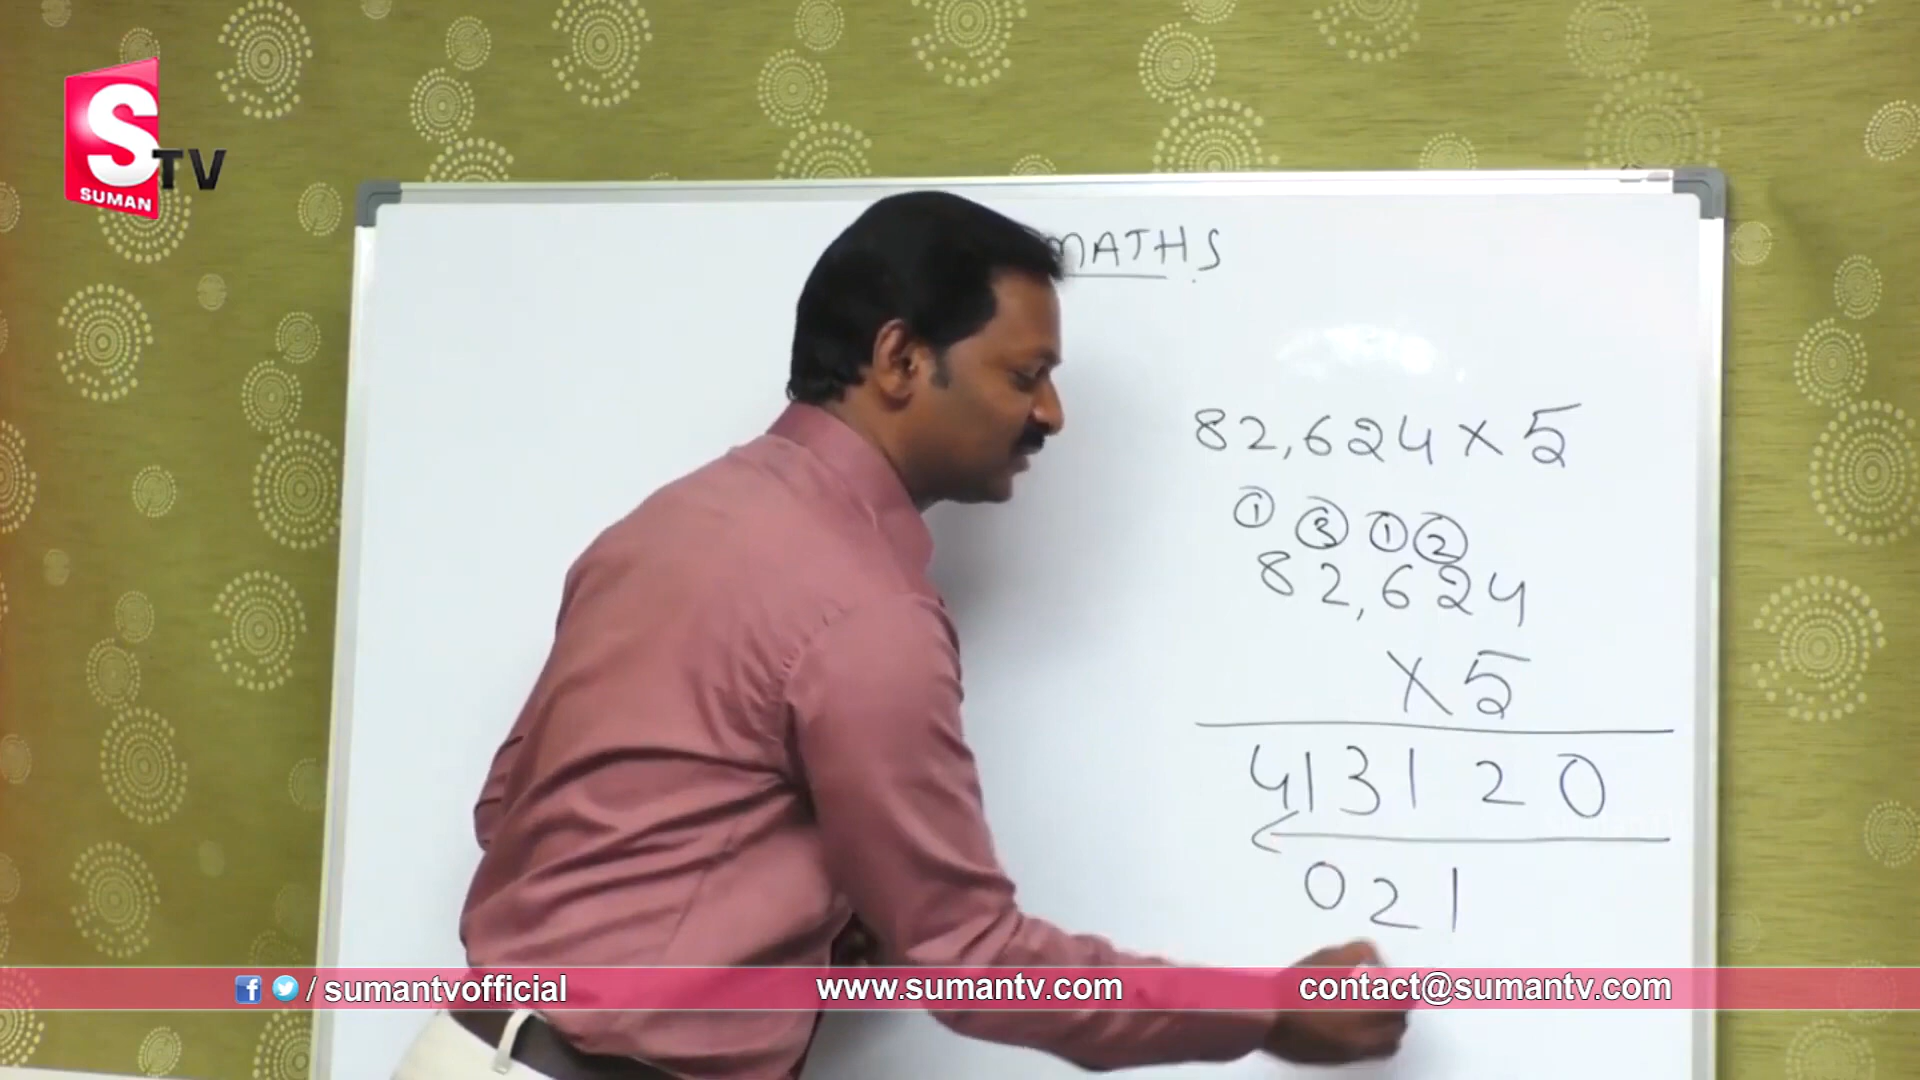 S
TV
SUMAN
MATHS
82,624 × 5
1 3 1 2
82,624
× 5
413120
021
/ sumantvofficial
www.sumantv.com
contact@sumantv.com